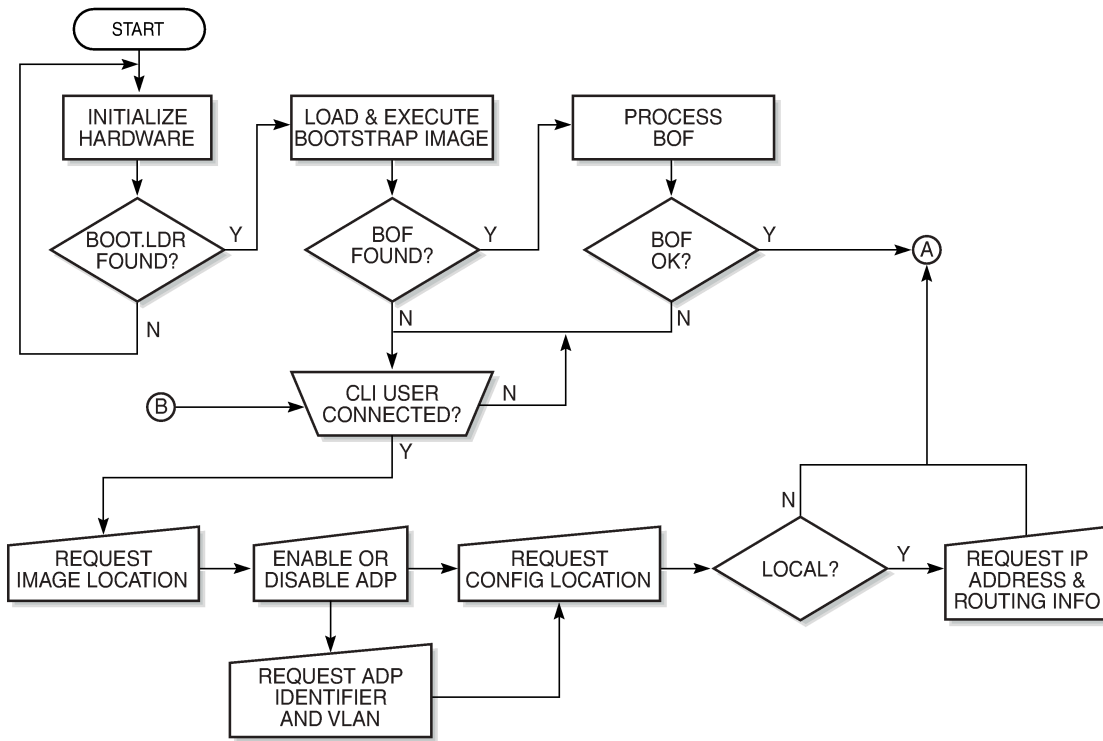 START
INITIALIZE
HARDWARE
LOAD & EXECUTE
BOOTSTRAP IMAGE
PROCESS
BOF
BOOT.LDR
FOUND?
Y
BOF
FOUND?
Y
BOF
OK?
Y
A
N
N
N
B
CLI USER
CONNECTED?
N
Y
REQUEST
IMAGE LOCATION
ENABLE OR
DISABLE ADP
REQUEST
CONFIG LOCATION
N
LOCAL?
Y
REQUEST IP
ADDRESS &
ROUTING INFO
REQUEST ADP
IDENTIFIER
AND VLAN